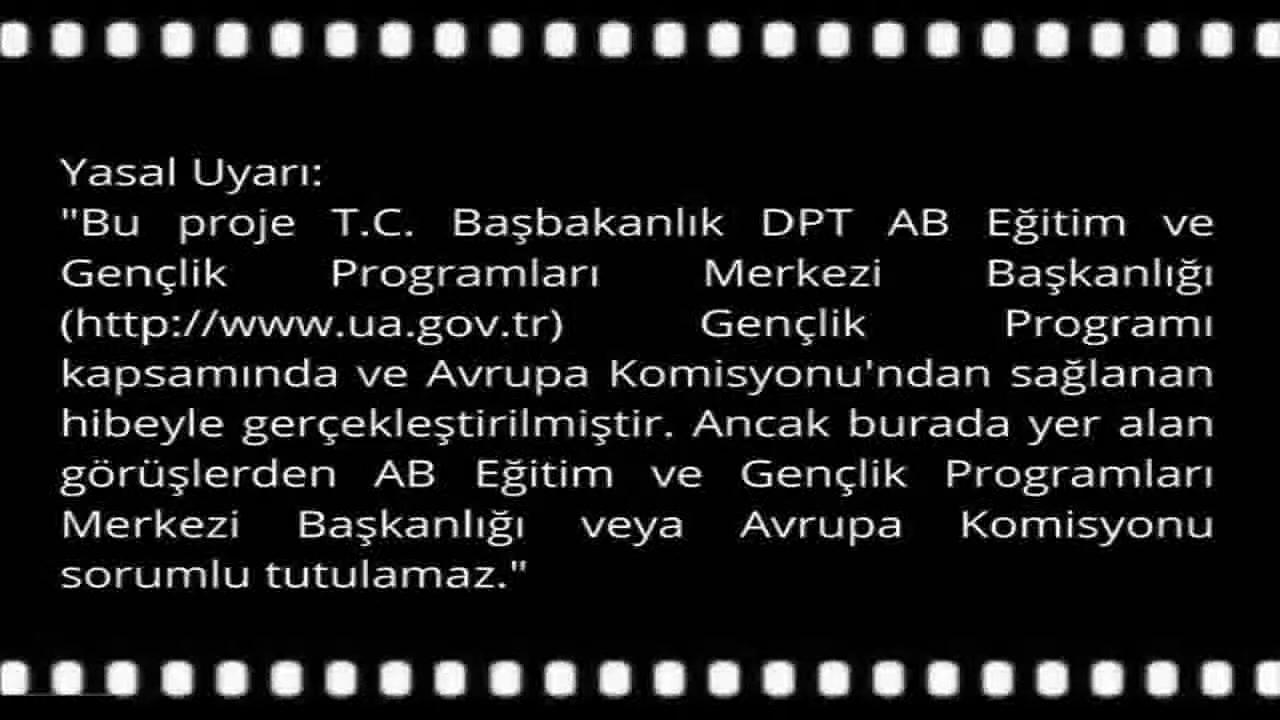 Yasal Uyarı:
"Bu proje T.C. Başbakanlık DPT AB Eğitim ve
Gençlik Programları Merkezi Başkanlığı
(http://www.ua.gov.tr) Gençlik Programı
kapsamında ve Avrupa Komisyonu'ndan sağlanan
hibeyle gerçekleştirilmiştir. Ancak burada yer alan
görüşlerden AB Eğitim ve Gençlik Programları
Merkezi Başkanlığı veya Avrupa Komisyonu
sorumlu tutulamaz."